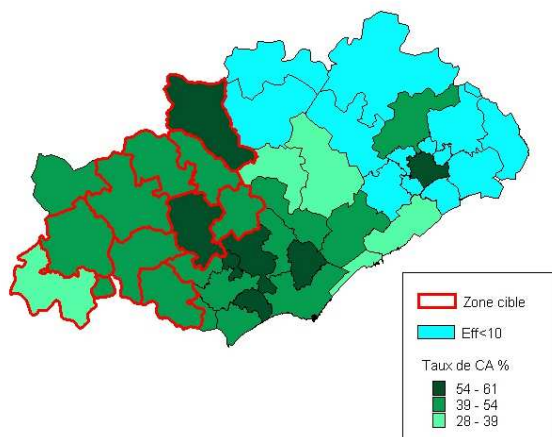 Zone cible
Eff<10
Taux de CA %
54 - 61
39 - 54
28 - 39